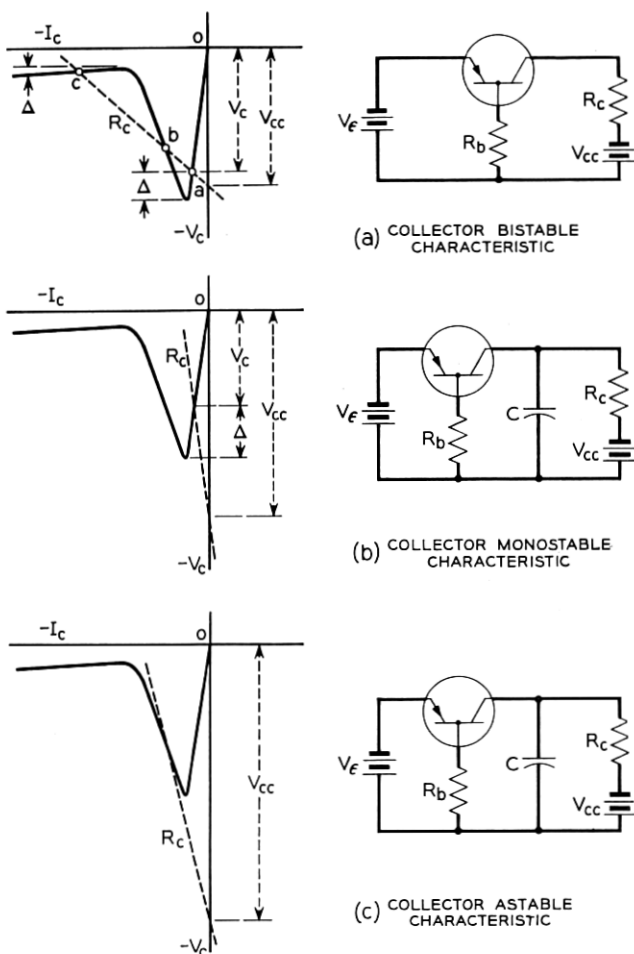 -Ic
O
c
Δ
Rc
b
Vc
Vcc
Δ
a
-Vc
Vε
Rb
Rc
Vcc
(a) COLLECTOR BISTABLE
CHARACTERISTIC
-Ic
O
Rc
Vc
Vcc
Δ
-Vc
Vε
Rb
C
Rc
Vcc
(b) COLLECTOR MONOSTABLE
CHARACTERISTIC
-Ic
O
Vcc
Rc
-Vc
Vε
Rb
C
Rc
Vcc
(c) COLLECTOR ASTABLE
CHARACTERISTIC